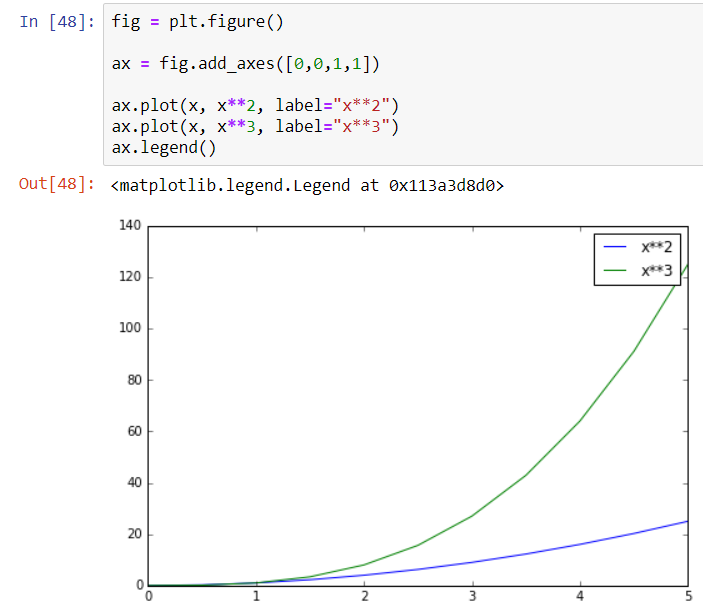 In [48]: fig = plt.figure()
ax = fig.add_axes([0,0,1,1])
ax.plot(x, x**2, label="x**2")
ax.plot(x, x**3, label="x**3")
ax.legend()
Out[48]: <matplotlib.legend.Legend at 0x113a3d8d0>
140
x**2
x**3
120
100
80
60
40
20
0
0 1 2 3 4 5